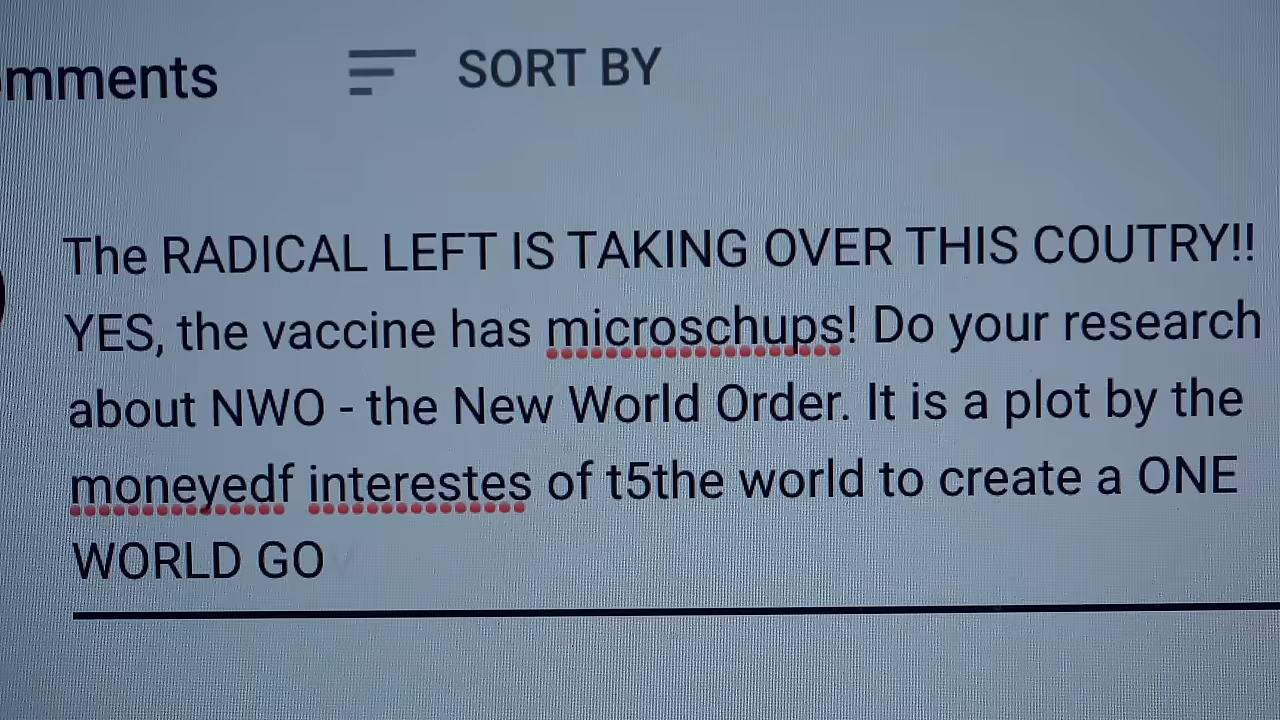 mments
SORT BY
The RADICAL LEFT IS TAKING OVER THIS COUTRY!!
YES, the vaccine has microschups! Do your research
about NWO - the New World Order. It is a plot by the
moneyedf interestes of t5the world to create a ONE
WORLD GO